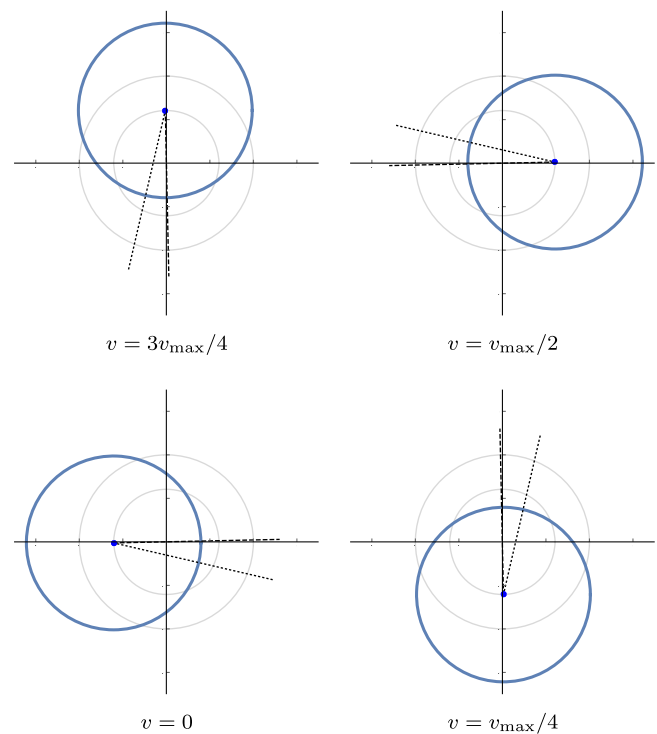 v = 3v_max/4
v = v_max/2
v = 0
v = v_max/4